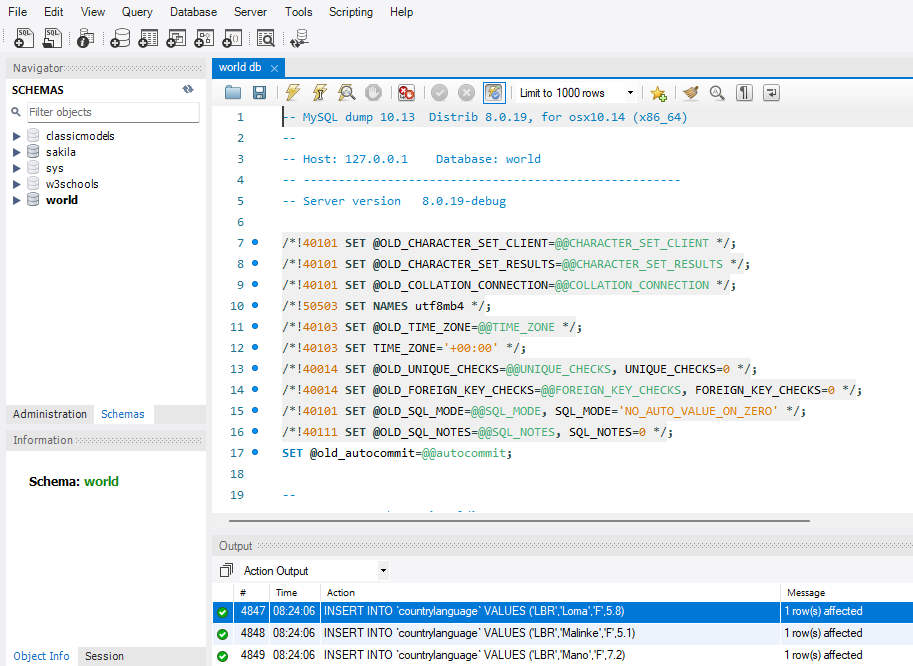 File Edit View Query Database Server Tools Scripting Help
Navigator
SCHEMAS
Filter objects
classicmodels
sakila
sys
w3schools
world
Administration Schemas
Information
Schema: world
Object Info Session
world db
Limit to 1000 rows
1 -- MySQL dump 10.13  Distrib 8.0.19, for osx10.14 (x86_64)
2 --
3 -- Host: 127.0.0.1    Database: world
4 -- ------------------------------------------------------
5 -- Server version   8.0.19-debug
6
7 /*!40101 SET @OLD_CHARACTER_SET_CLIENT=@@CHARACTER_SET_CLIENT */;
8 /*!40101 SET @OLD_CHARACTER_SET_RESULTS=@@CHARACTER_SET_RESULTS */;
9 /*!40101 SET @OLD_COLLATION_CONNECTION=@@COLLATION_CONNECTION */;
10 /*!50503 SET NAMES utf8mb4 */;
11 /*!40103 SET @OLD_TIME_ZONE=@@TIME_ZONE */;
12 /*!40103 SET TIME_ZONE='+00:00' */;
13 /*!40014 SET @OLD_UNIQUE_CHECKS=@@UNIQUE_CHECKS, UNIQUE_CHECKS=0 */;
14 /*!40014 SET @OLD_FOREIGN_KEY_CHECKS=@@FOREIGN_KEY_CHECKS, FOREIGN_KEY_CHECKS=0 */;
15 /*!40101 SET @OLD_SQL_MODE=@@SQL_MODE, SQL_MODE='NO_AUTO_VALUE_ON_ZERO' */;
16 /*!40111 SET @OLD_SQL_NOTES=@@SQL_NOTES, SQL_NOTES=0 */;
17 SET @old_autocommit=@@autocommit;
18
19 --
Output
Action Output
# Time Action Message
4847 08:24:06 INSERT INTO `countrylanguage` VALUES ('LBR','Loma','F',5.8) 1 row(s) affected
4848 08:24:06 INSERT INTO `countrylanguage` VALUES ('LBR','Malinke','F',5.1) 1 row(s) affected
4849 08:24:06 INSERT INTO `countrylanguage` VALUES ('LBR','Mano','F',7.2) 1 row(s) affected